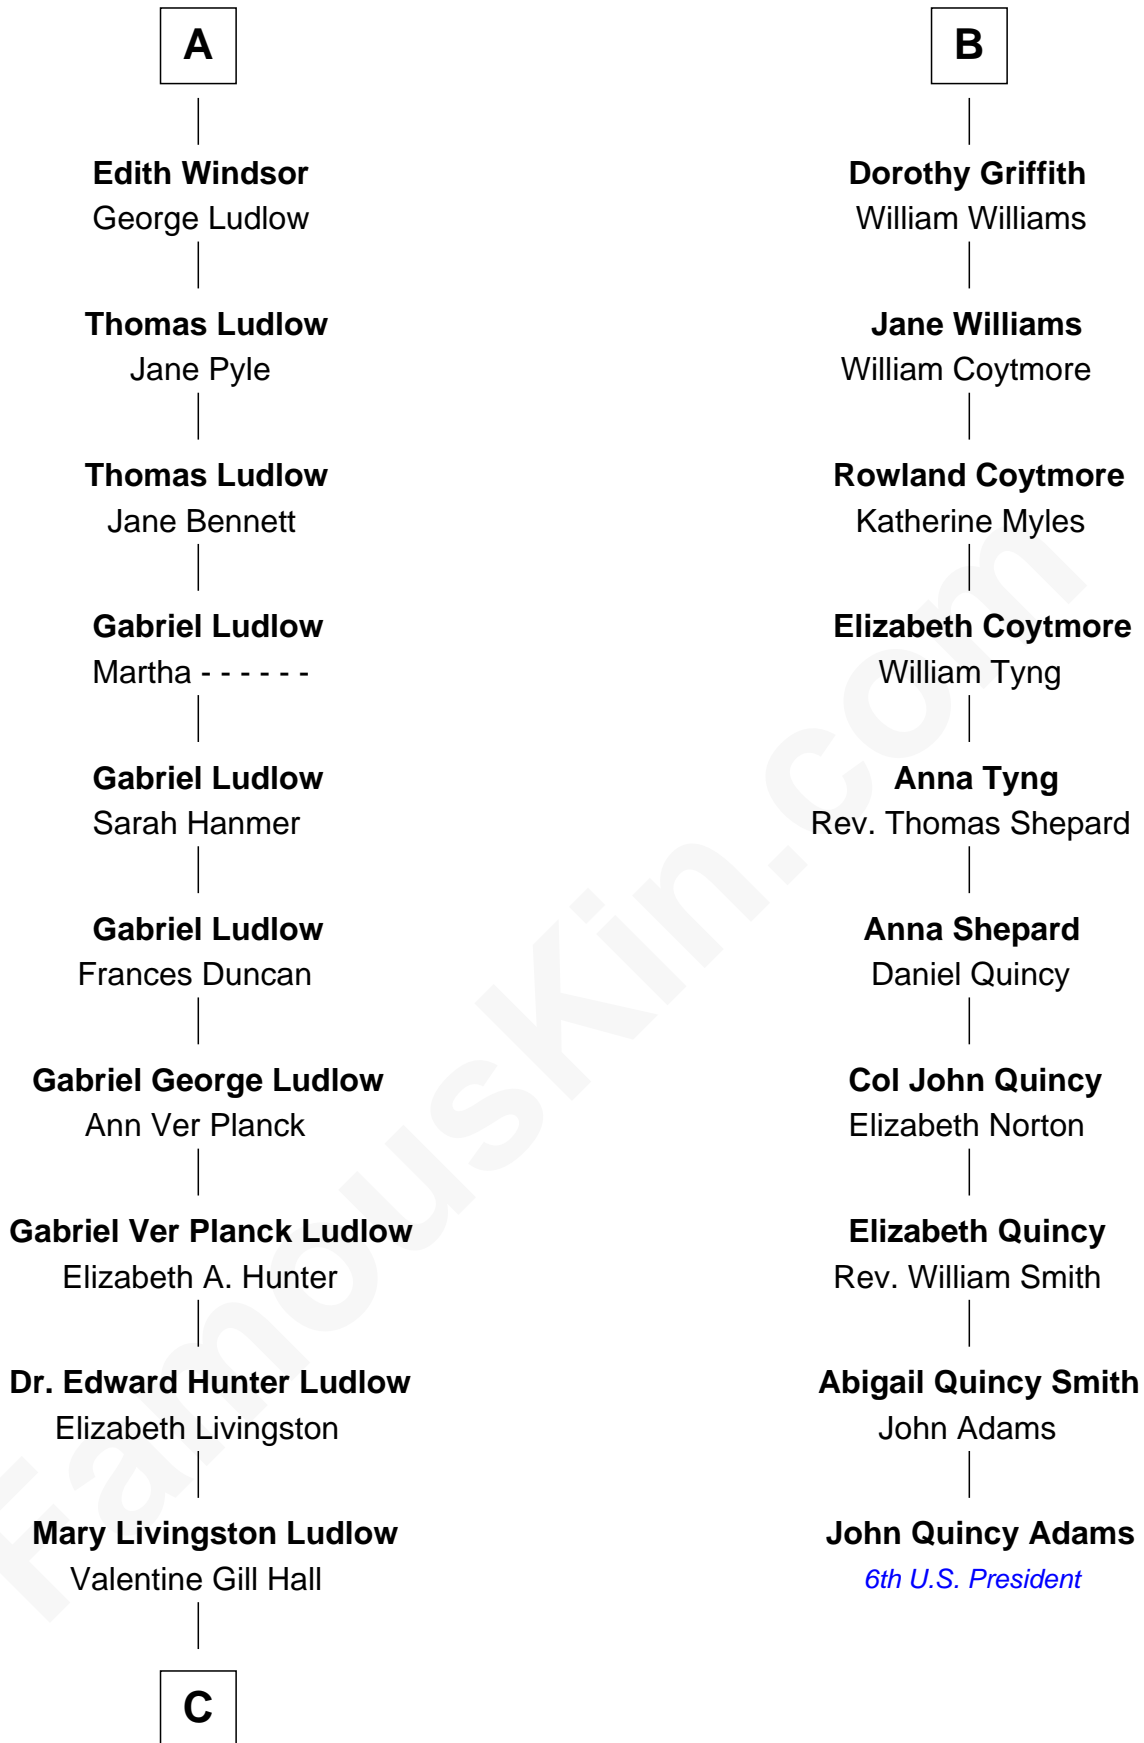 A
Edith Windsor
George Ludlow
Thomas Ludlow
Jane Pyle
Thomas Ludlow
Jane Bennett
Gabriel Ludlow
Martha - - - - - -
Gabriel Ludlow
Sarah Hanmer
Gabriel Ludlow
Frances Duncan
Gabriel George Ludlow
Ann Ver Planck
Gabriel Ver Planck Ludlow
Elizabeth A. Hunter
Dr. Edward Hunter Ludlow
Elizabeth Livingston
Mary Livingston Ludlow
Valentine Gill Hall
C
B
Dorothy Griffith
William Williams
Jane Williams
William Coytmore
Rowland Coytmore
Katherine Myles
Elizabeth Coytmore
William Tyng
Anna Tyng
Rev. Thomas Shepard
Anna Shepard
Daniel Quincy
Col John Quincy
Elizabeth Norton
Elizabeth Quincy
Rev. William Smith
Abigail Quincy Smith
John Adams
John Quincy Adams
6th U.S. President
FamousKin.com